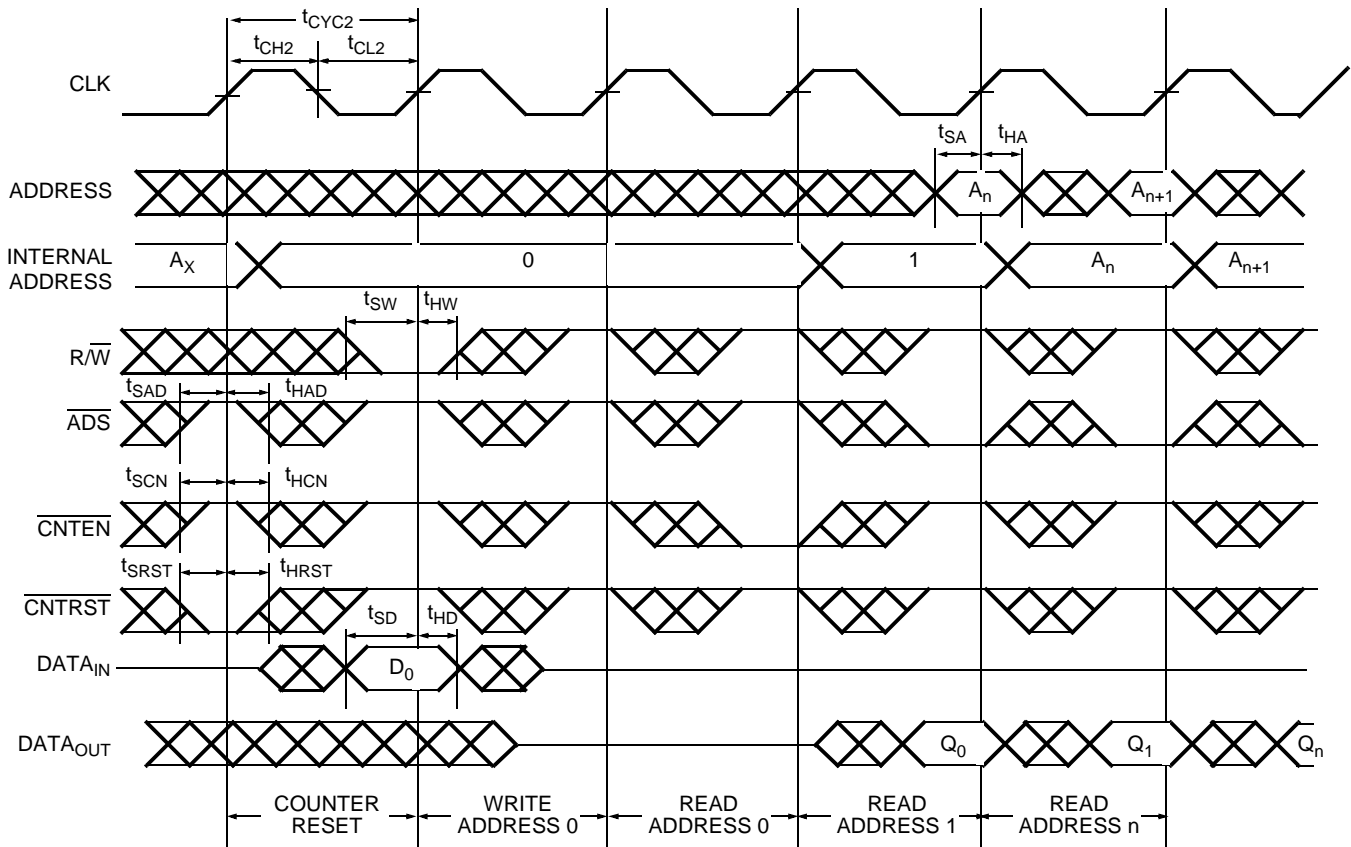 tCYC2
tCH2 tCL2
CLK
tSA tHA
ADDRESS An An+1
INTERNAL ADDRESS AX 0 1 An An+1
tSW tHW
R/W
tSAD tHAD
ADS
tSCN tHCN
CNTEN
tSRST tHRST
CNTRST
tSD tHD
DATAIN D0
DATAOUT Q0 Q1 Qn
COUNTER RESET
WRITE ADDRESS 0
READ ADDRESS 0
READ ADDRESS 1
READ ADDRESS n